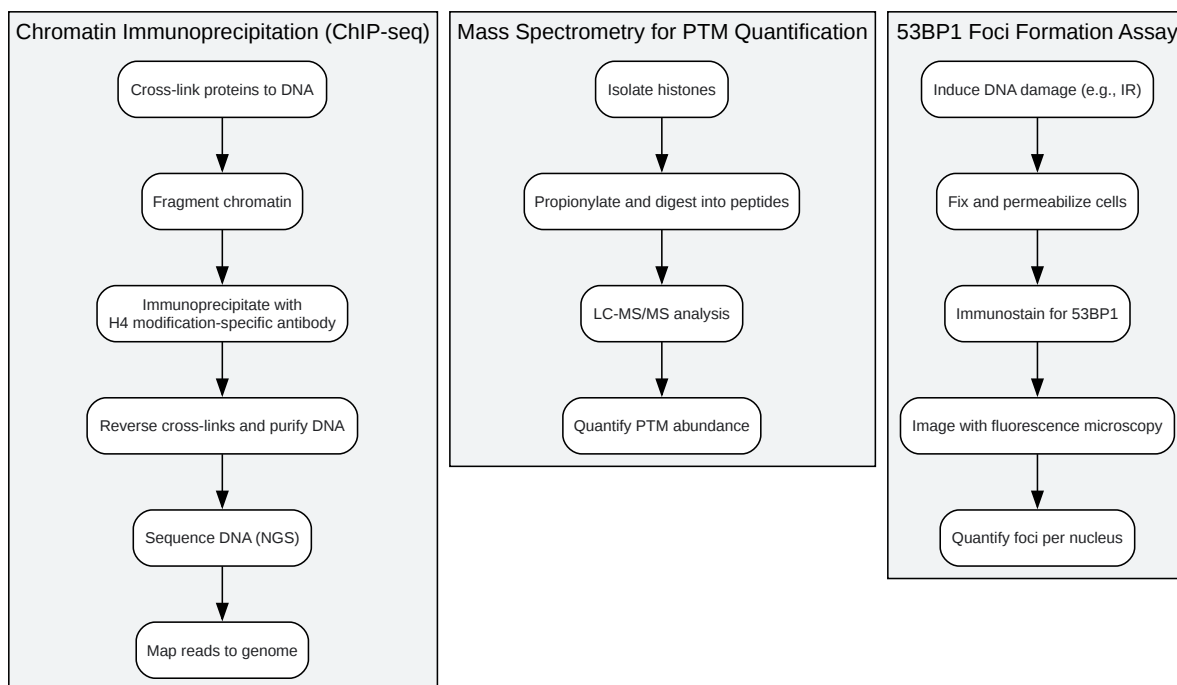 Chromatin Immunoprecipitation (ChIP-seq)
Cross-link proteins to DNA
Fragment chromatin
Immunoprecipitate with
H4 modification-specific antibody
Reverse cross-links and purify DNA
Sequence DNA (NGS)
Map reads to genome
Mass Spectrometry for PTM Quantification
Isolate histones
Propionylate and digest into peptides
LC-MS/MS analysis
Quantify PTM abundance
53BP1 Foci Formation Assay
Induce DNA damage (e.g., IR)
Fix and permeabilize cells
Immunostain for 53BP1
Image with fluorescence microscopy
Quantify foci per nucleus